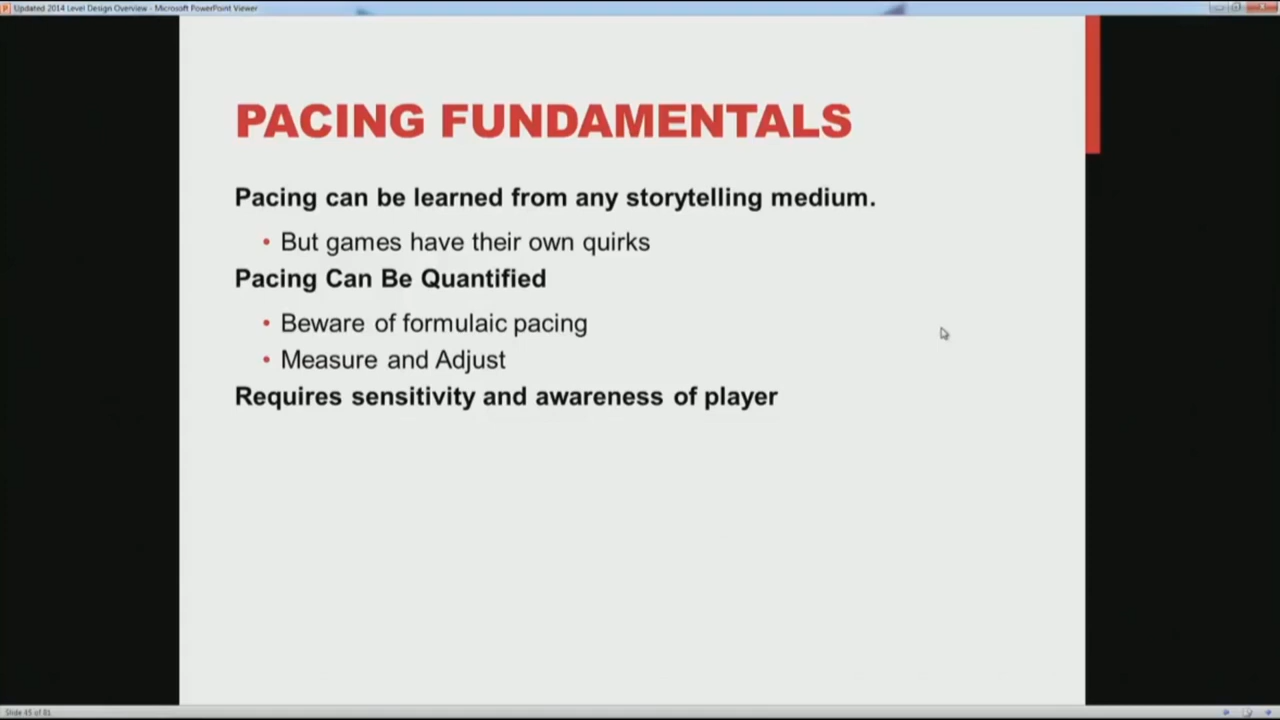 Updated 2014 Level Design Overview - Microsoft PowerPoint Viewer
PACING FUNDAMENTALS
Pacing can be learned from any storytelling medium.
• But games have their own quirks
Pacing Can Be Quantified
• Beware of formulaic pacing
• Measure and Adjust
Requires sensitivity and awareness of player
Slide 45 of 81